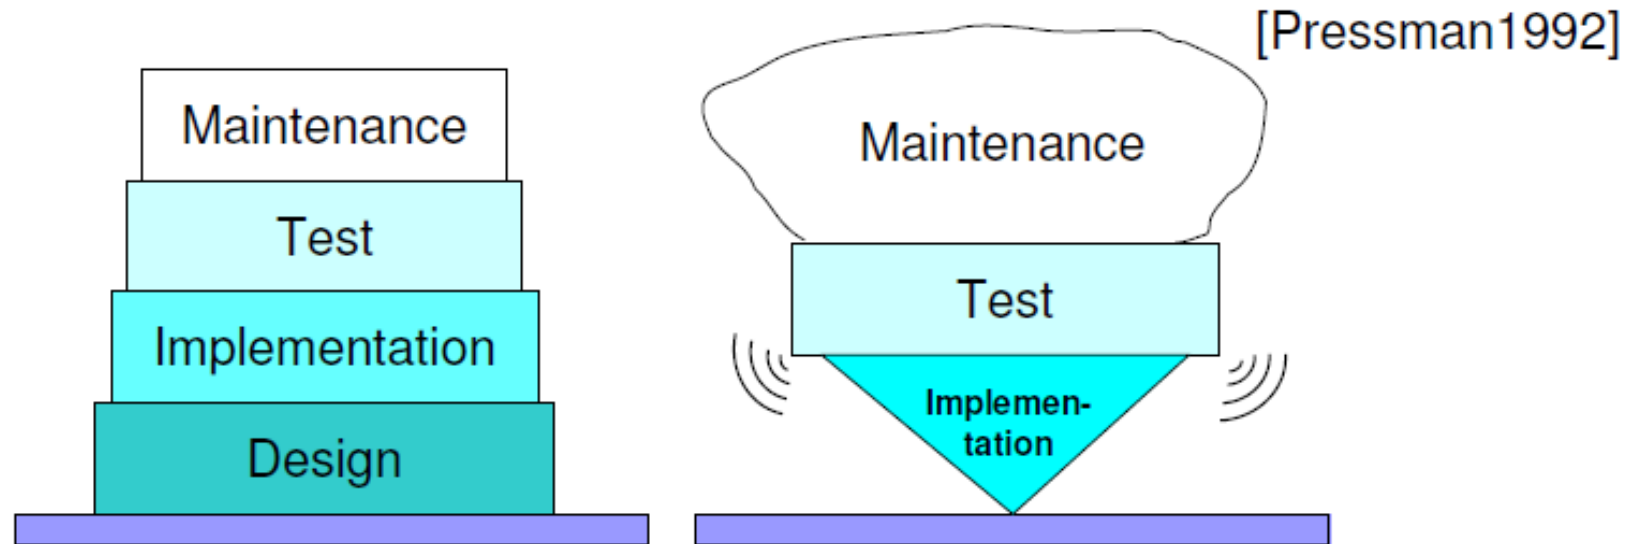 [Pressman1992]
Maintenance
Test
Implementation
Design
Maintenance
Test
Implemen-
tation